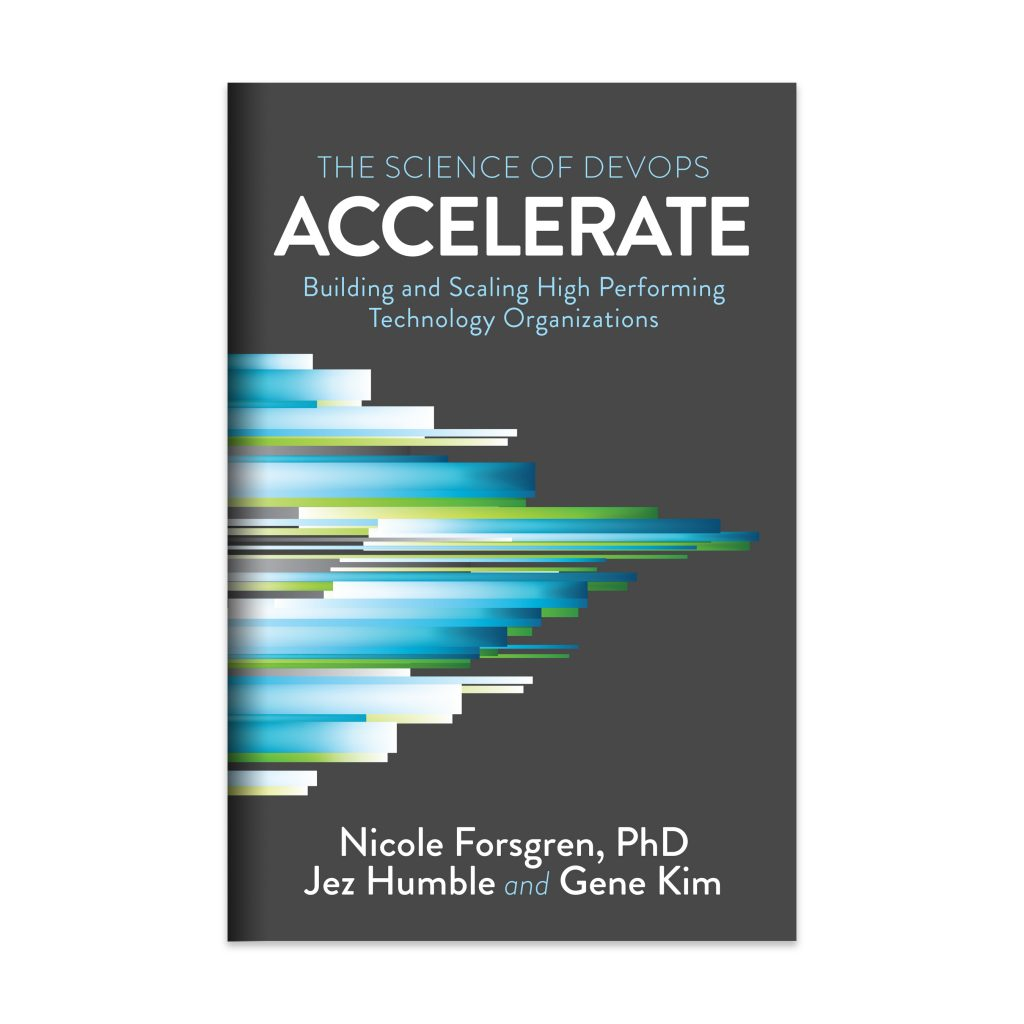 THE SCIENCE OF DEVOPS
ACCELERATE
Building and Scaling High Performing
Technology Organizations
Nicole Forsgren, PhD
Jez Humble and Gene Kim